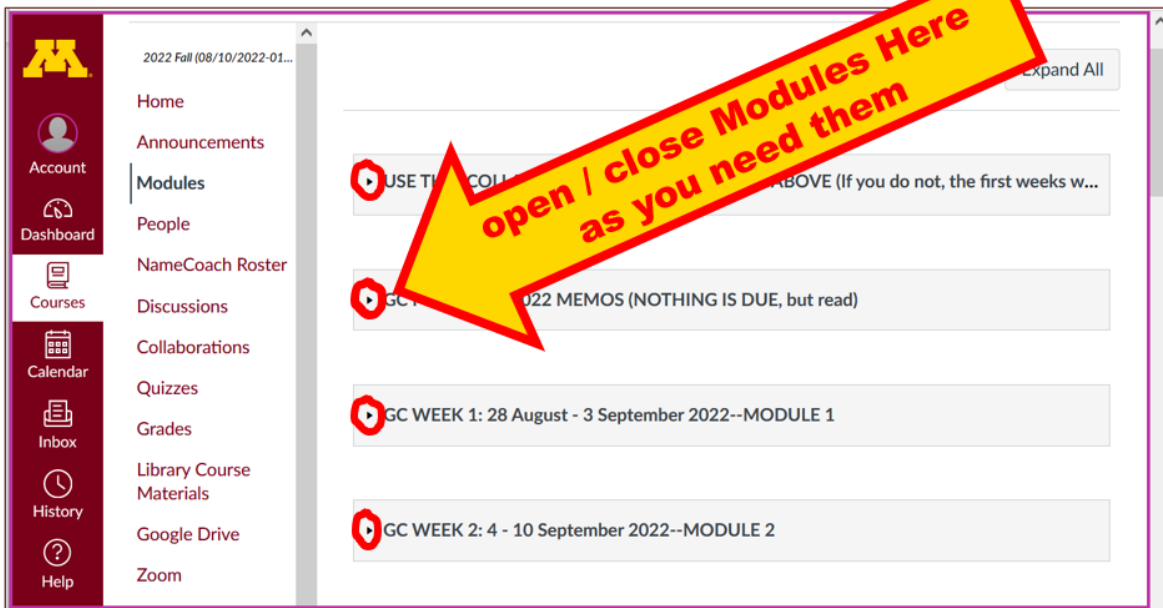 2022 Fall (08/10/2022-01...
Home
Announcements
Modules
People
NameCoach Roster
Discussions
Collaborations
Quizzes
Grades
Library Course
Materials
Google Drive
Zoom
M
Account
Dashboard
Courses
Calendar
Inbox
History
Help
Expand All
open / close Modules Here
as you need them
USE ABOVE (If you do not, the first weeks w...
GC 22 MEMOS (NOTHING IS DUE, but read)
GC WEEK 1: 28 August - 3 September 2022--MODULE 1
GC WEEK 2: 4 - 10 September 2022--MODULE 2